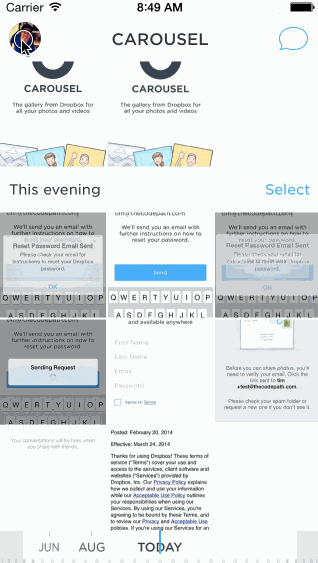 Carrier 8:49 AM
CAROUSEL
CAROUSEL
The gallery from Dropbox for
all your photos and videos
CAROUSEL
The gallery from Dropbox for
all your photos and videos
This evening
Select
tim@thecodepath.com
We'll send you an email with
further instructions on how to
reset your password.
Reset Password Email Sent
Please check your email for
instructions to reset your Dropbox
password.
OK
Q W E R T Y U I O P
A S D F G H J K L
tim@thecodepath.com
We'll send you an email with
further instructions on how to
reset your password.
Send
Q W E R T Y U I O P
A S D F G H J K L
tim@thecodepath.com
We'll send you an email with
further instructions on how to
Reset Password Email Sent
Please check your email for
instructions to reset your Dropbox
password.
OK
Q W E R T Y U I O P
A S D F G H J K L
We'll send you an email with
further instructions on how to
reset your password
Sending Request
Q W E R T Y U I O P
A S D F G H J K L
Your conversations will be here
when you share with friends.
and available anywhere
First Name
Last Name
Email
Password
I agree to Terms
Posted: February 20, 2014
Effective: March 24, 2014
Thanks for using Dropbox! These terms of
service ("Terms") cover your use and
access to the services, client software and
websites ("Services") provided by
Dropbox, Inc. Our Privacy Policy explains
how we collect and use your information
while our Acceptable Use Policy outlines
your responsibilities when using our
Services. By using our Services, you're
agreeing to be bound by these Terms, and
to review our Privacy and Acceptable Use
policies. If you're using our Services for an
Before you can share photos, you'll
need to verify your email. Click the
link sent to tim
+test@thecodepath.com.
Please check your spam folder or
request a new one if you don't see it.
JUN AUG TODAY